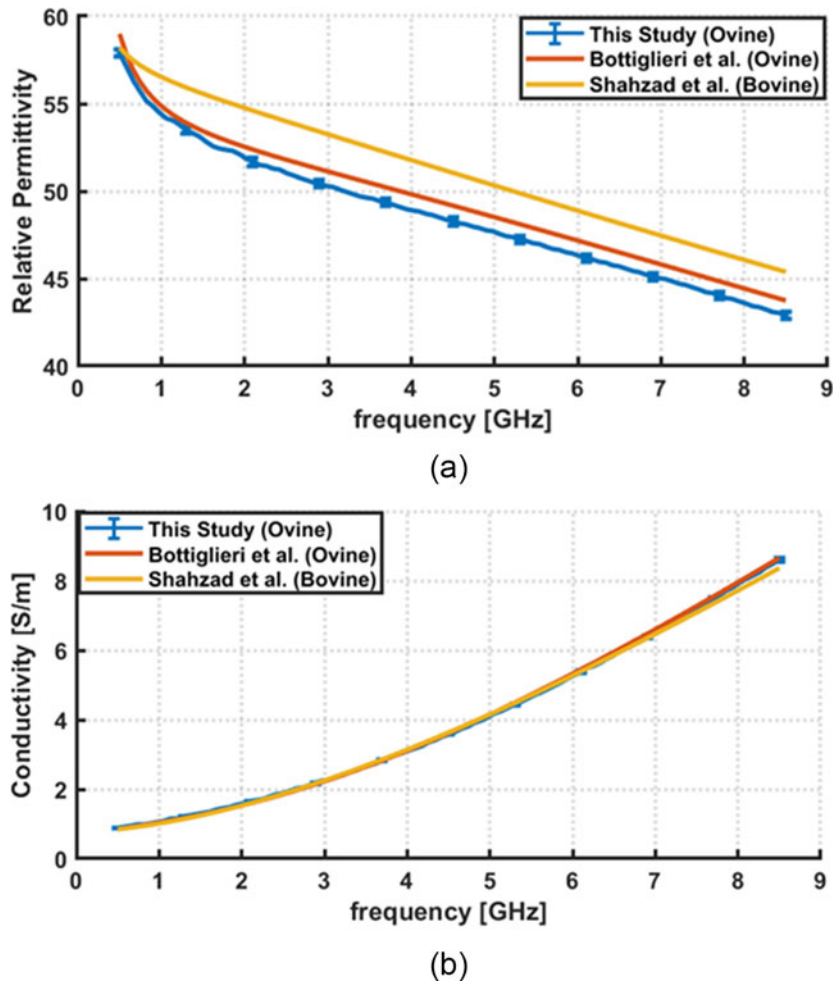 60
55
50
45
40
Relative Permittivity
This Study (Ovine)
Bottiglieri et al. (Ovine)
Shahzad et al. (Bovine)
0 1 2 3 4 5 6 7 8 9
frequency [GHz]
(a)
10
8
6
4
2
0
Conductivity [S/m]
This Study (Ovine)
Bottiglieri et al. (Ovine)
Shahzad et al. (Bovine)
0 1 2 3 4 5 6 7 8 9
frequency [GHz]
(b)